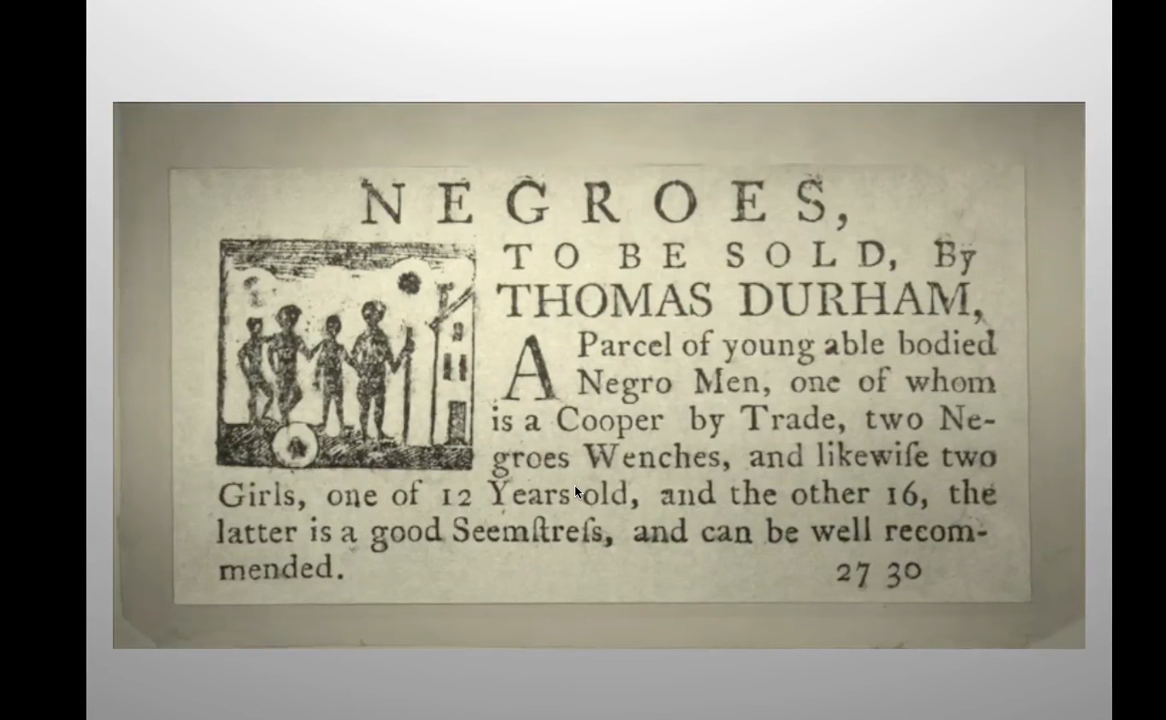 NEGROES,
TO BE SOLD, By
THOMAS DURHAM,
A Parcel of young able bodied
Negro Men, one of whom
is a Cooper by Trade, two Ne-
groes Wenches, and likewiſe two
Girls, one of 12 Years old, and the other 16, the
latter is a good Seemſtreſs, and can be well recom-
mended. 27 30